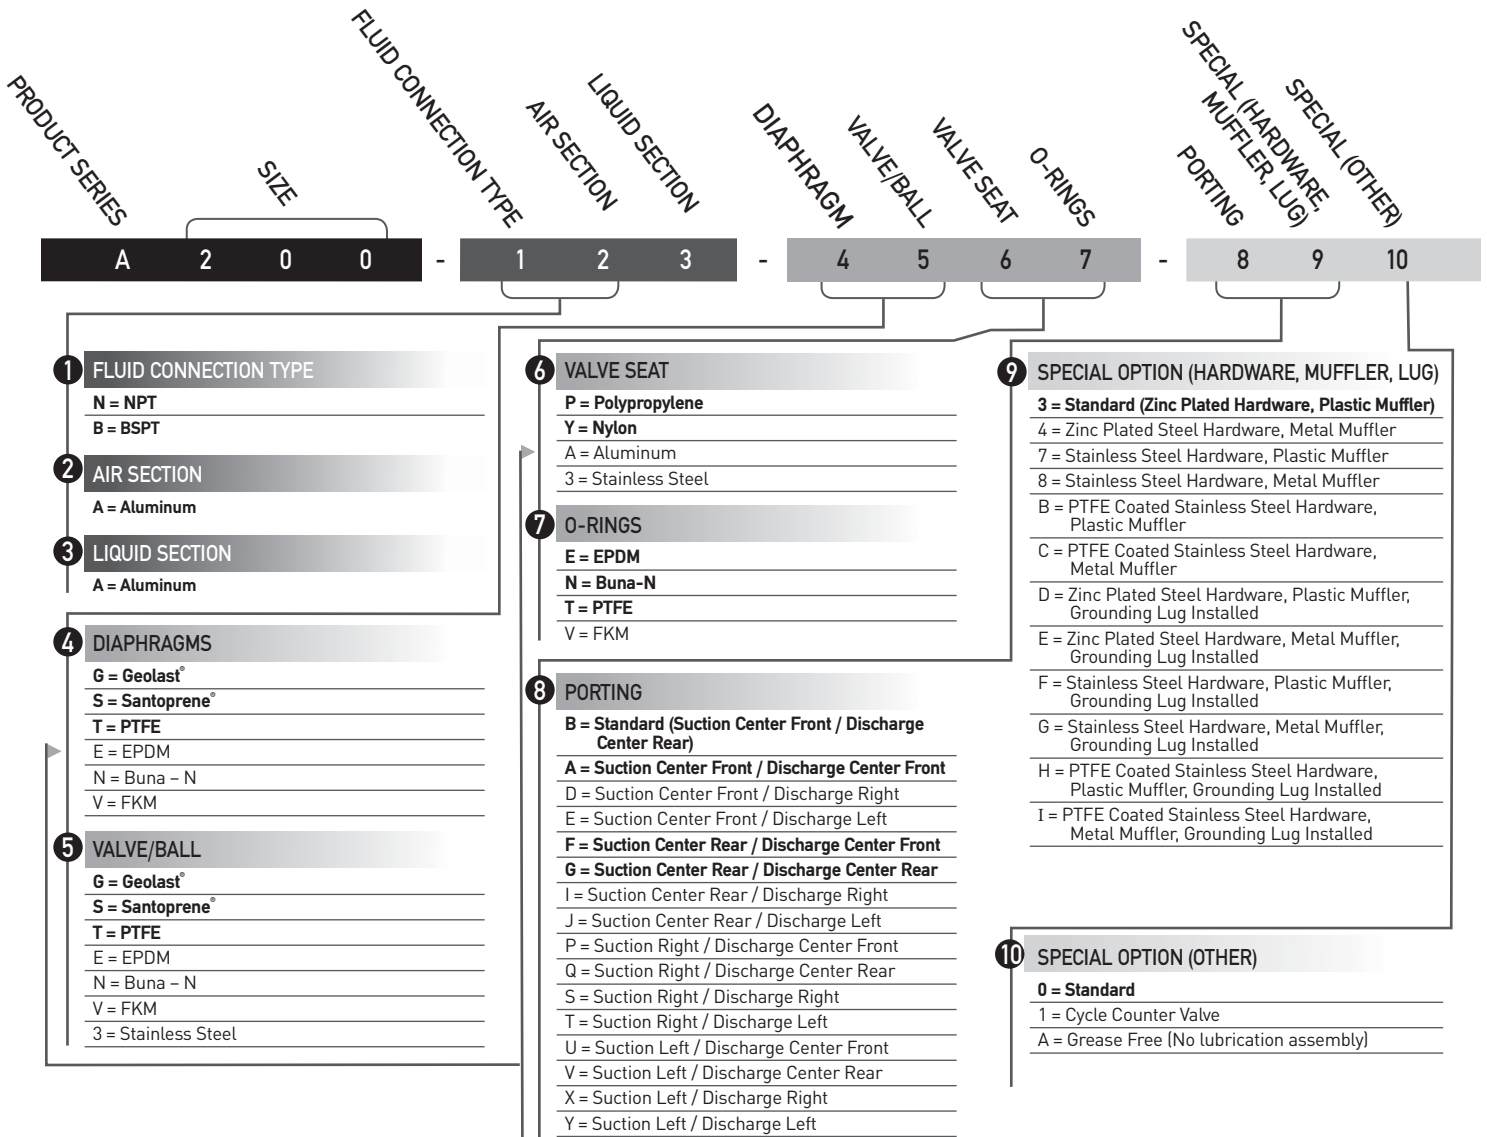 PRODUCT SERIES
SIZE
FLUID CONNECTION TYPE
AIR SECTION
LIQUID SECTION
DIAPHRAGM
VALVE/BALL
VALVE SEAT
O-RINGS
PORTING
SPECIAL (HARDWARE,
MUFFLER, LUG)
SPECIAL (OTHER)
A 2 0 0 - 1 2 3 - 4 5 6 7 - 8 9 10
1 FLUID CONNECTION TYPE
N = NPT
B = BSPT
2 AIR SECTION
A = Aluminum
3 LIQUID SECTION
A = Aluminum
4 DIAPHRAGMS
G = Geolast®
S = Santoprene®
T = PTFE
E = EPDM
N = Buna – N
V = FKM
5 VALVE/BALL
G = Geolast®
S = Santoprene®
T = PTFE
E = EPDM
N = Buna – N
V = FKM
3 = Stainless Steel
6 VALVE SEAT
P = Polypropylene
Y = Nylon
A = Aluminum
3 = Stainless Steel
7 O-RINGS
E = EPDM
N = Buna-N
T = PTFE
V = FKM
8 PORTING
B = Standard (Suction Center Front / Discharge
Center Rear)
A = Suction Center Front / Discharge Center Front
D = Suction Center Front / Discharge Right
E = Suction Center Front / Discharge Left
F = Suction Center Rear / Discharge Center Front
G = Suction Center Rear / Discharge Center Rear
I = Suction Center Rear / Discharge Right
J = Suction Center Rear / Discharge Left
P = Suction Right / Discharge Center Front
Q = Suction Right / Discharge Center Rear
S = Suction Right / Discharge Right
T = Suction Right / Discharge Left
U = Suction Left / Discharge Center Front
V = Suction Left / Discharge Center Rear
X = Suction Left / Discharge Right
Y = Suction Left / Discharge Left
9 SPECIAL OPTION (HARDWARE, MUFFLER, LUG)
3 = Standard (Zinc Plated Hardware, Plastic Muffler)
4 = Zinc Plated Steel Hardware, Metal Muffler
7 = Stainless Steel Hardware, Plastic Muffler
8 = Stainless Steel Hardware, Metal Muffler
B = PTFE Coated Stainless Steel Hardware,
Plastic Muffler
C = PTFE Coated Stainless Steel Hardware,
Metal Muffler
D = Zinc Plated Steel Hardware, Plastic Muffler,
Grounding Lug Installed
E = Zinc Plated Steel Hardware, Metal Muffler,
Grounding Lug Installed
F = Stainless Steel Hardware, Plastic Muffler,
Grounding Lug Installed
G = Stainless Steel Hardware, Metal Muffler,
Grounding Lug Installed
H = PTFE Coated Stainless Steel Hardware,
Plastic Muffler, Grounding Lug Installed
I = PTFE Coated Stainless Steel Hardware,
Metal Muffler, Grounding Lug Installed
10 SPECIAL OPTION (OTHER)
0 = Standard
1 = Cycle Counter Valve
A = Grease Free (No lubrication assembly)